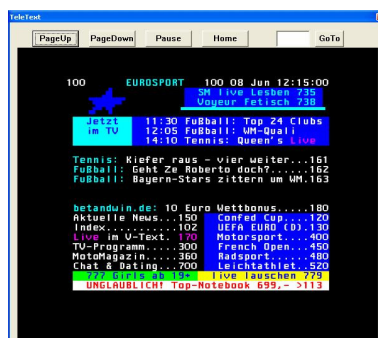 TeleText
PageUp PageDown Pause Home GoTo
100 EUROSPORT 100 08 Jun 12:15:00
SM live Lesben 735
Voyeur Fetisch 738
Jetzt 11:30 Fußball: Top 24 Clubs
im TV 12:05 Fußball: WM-Quali
14:10 Tennis: Queen's Live
Tennis: Kiefer raus - vier weiter...161
Fußball: Geht Ze Roberto doch?......162
Fußball: Bayern-Stars zittern um WM.163
betandwin.de: 10 Euro Wettbonus.....180
Aktuelle News...150 Confed Cup....120
Index...........102 UEFA EURO (D).130
Live im V-Text. 170 Motorsport....400
TV-Programm.....300 French Open...450
MotoMagazin.....360 Radsport......480
Chat & Dating...700 Leichtathlet..520
777 Girls ab 19+ live lauschen 779
UNGLAUBLICH! Top-Notebook 699,- >113